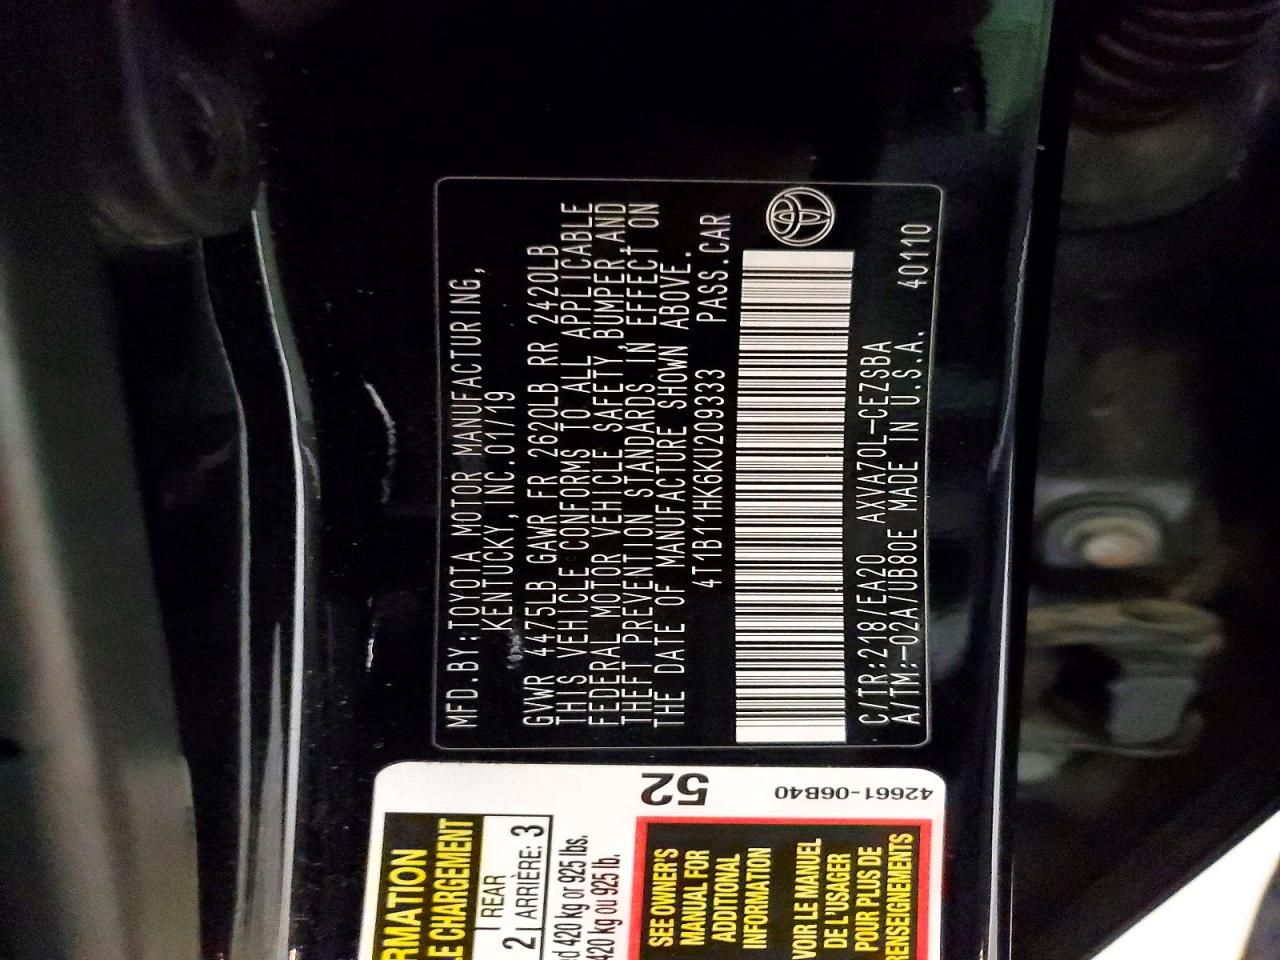 MFD.BY:TOYOTA MOTOR MANUFACTURING,
KENTUCKY,INC.01/19
GVWR 4475LB GAWR FR 2620LB RR 2420LB
THIS VEHICLE CONFORMS TO ALL APPLICABLE
FEDERAL MOTOR VEHICLE SAFETY,BUMPER,AND
THEFT PREVENTION STANDARDS IN EFFECT ON
THE DATE OF MANUFACTURE SHOWN ABOVE.
4T1B11HK6KU209333 PASS.CAR
C/TR:218/EA20 AXVA70L-CEZSBA
A/TM:-02A/UB80E MADE IN U.S.A. 40110
52
42661-06B40
RMATION
E CHARGEMENT
REAR
2 ARRIÈRE: 3
d 420 kg or 925 lbs.
420 kg ou 925 lb.
SEE OWNER'S
MANUAL FOR
ADDITIONAL
INFORMATION
VOIR LE MANUEL
DE L'USAGER
POUR PLUS DE
RENSEIGNEMENTS